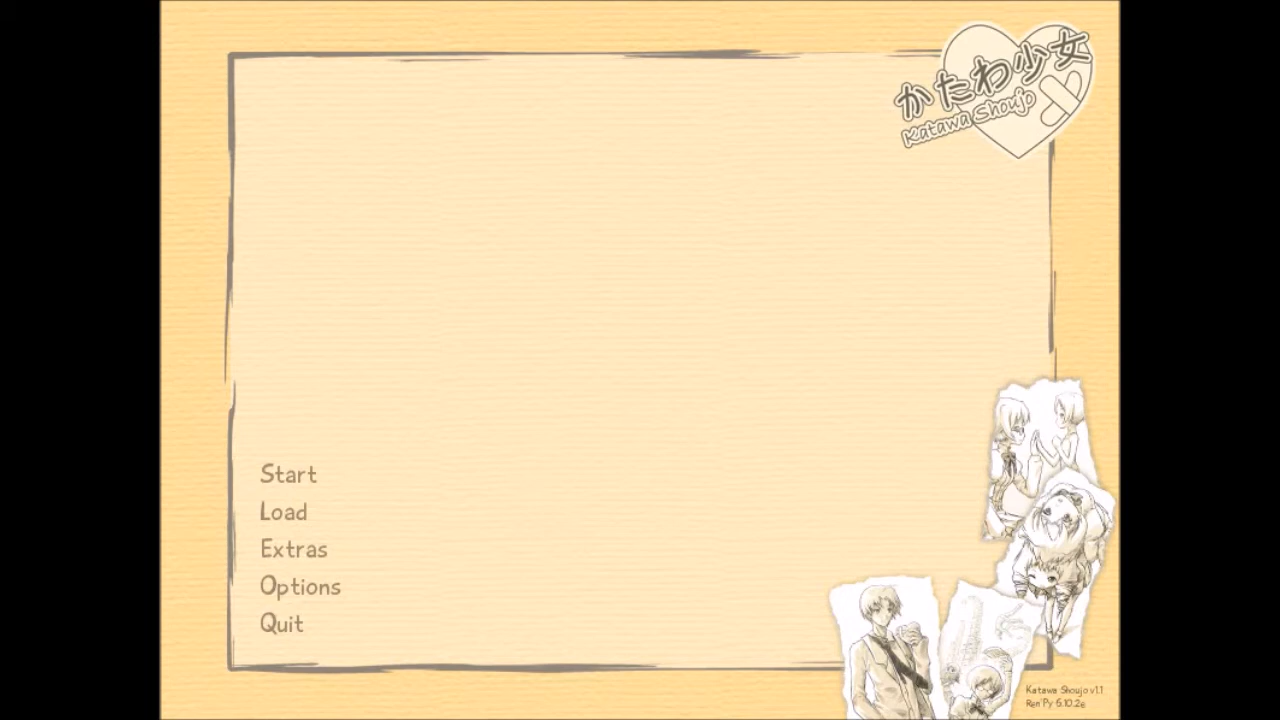 かたわ少女
Katawa Shoujo
Start
Load
Extras
Options
Quit
Katawa Shoujo v1.1
Ren'Py 6.10.2e